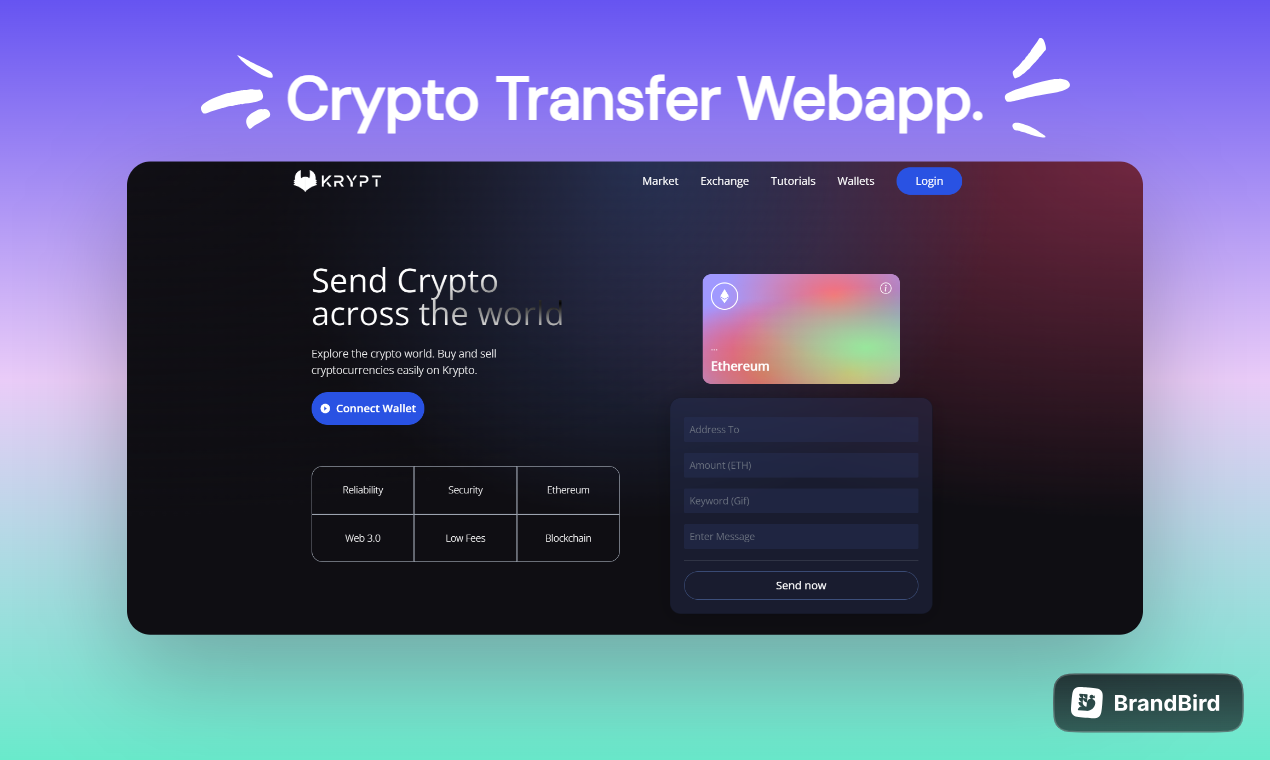 Crypto Transfer Webapp.
KRYPT
Market Exchange Tutorials Wallets Login
Send Crypto
across the world
Explore the crypto world. Buy and sell
cryptocurrencies easily on Krypto.
Connect Wallet
Reliability Security Ethereum
Web 3.0 Low Fees Blockchain
...
Ethereum
Address To
Amount (ETH)
Keyword (Gif)
Enter Message
Send now
BrandBird